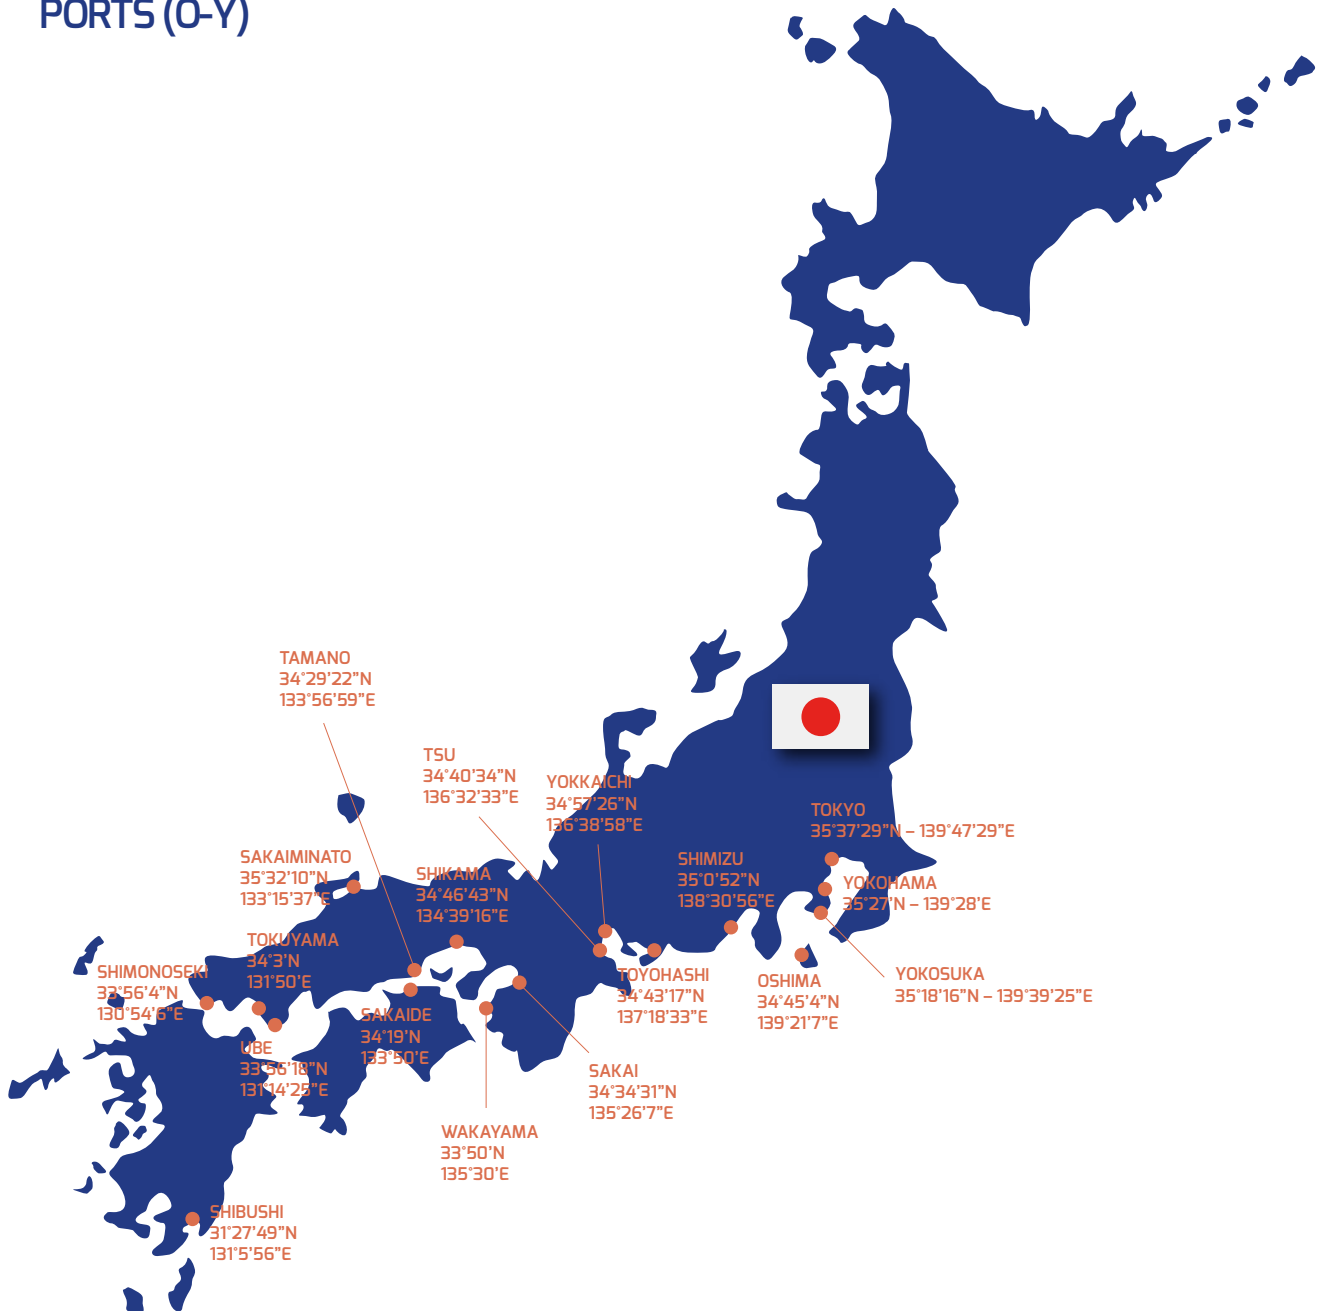 PORTS (O-Y)
TAMANO
34°29'22"N
133°56'59"E
TSU
34°40'34"N
136°32'33"E
YOKKAICHI
34°57'26"N
136°38'58"E
TOKYO
35°37'29"N – 139°47'29"E
SAKAIMINATO
35°32'10"N
133°15'37"E
SHIKAMA
34°46'43"N
134°39'16"E
SHIMIZU
35°0'52"N
138°30'56"E
YOKOHAMA
35°27'N – 139°28'E
TOKUYAMA
34°3'N
131°50'E
SHIMONOSEKI
33°56'4"N
130°54'6"E
TOYOHASHI
34°43'17"N
137°18'33"E
OSHIMA
34°45'4"N
139°21'7"E
YOKOSUKA
35°18'16"N – 139°39'25"E
SAKAIDE
34°19'N
133°50'E
UBE
33°56'18"N
131°14'25"E
SAKAI
34°34'31"N
135°26'7"E
WAKAYAMA
33°50'N
135°30'E
SHIBUSHI
31°27'49"N
131°5'56"E